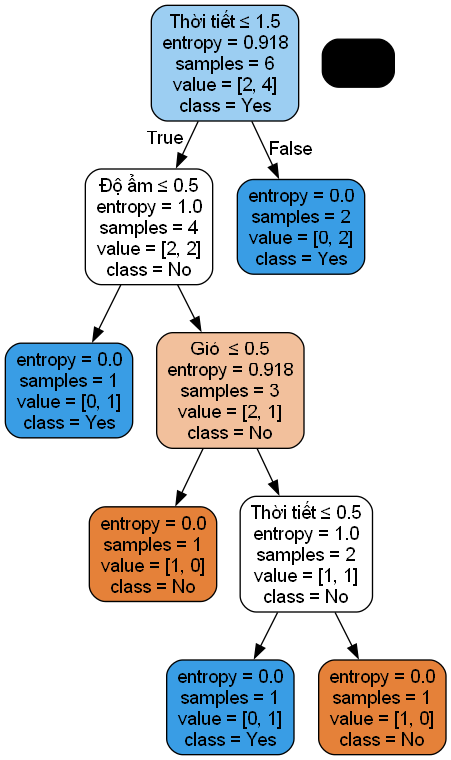 Thời tiết ≤ 1.5
entropy = 0.918
samples = 6
value = [2, 4]
class = Yes
True
False
Độ ẩm ≤ 0.5
entropy = 1.0
samples = 4
value = [2, 2]
class = No
entropy = 0.0
samples = 2
value = [0, 2]
class = Yes
entropy = 0.0
samples = 1
value = [0, 1]
class = Yes
Gió ≤ 0.5
entropy = 0.918
samples = 3
value = [2, 1]
class = No
entropy = 0.0
samples = 1
value = [1, 0]
class = No
Thời tiết ≤ 0.5
entropy = 1.0
samples = 2
value = [1, 1]
class = No
entropy = 0.0
samples = 1
value = [0, 1]
class = Yes
entropy = 0.0
samples = 1
value = [1, 0]
class = No